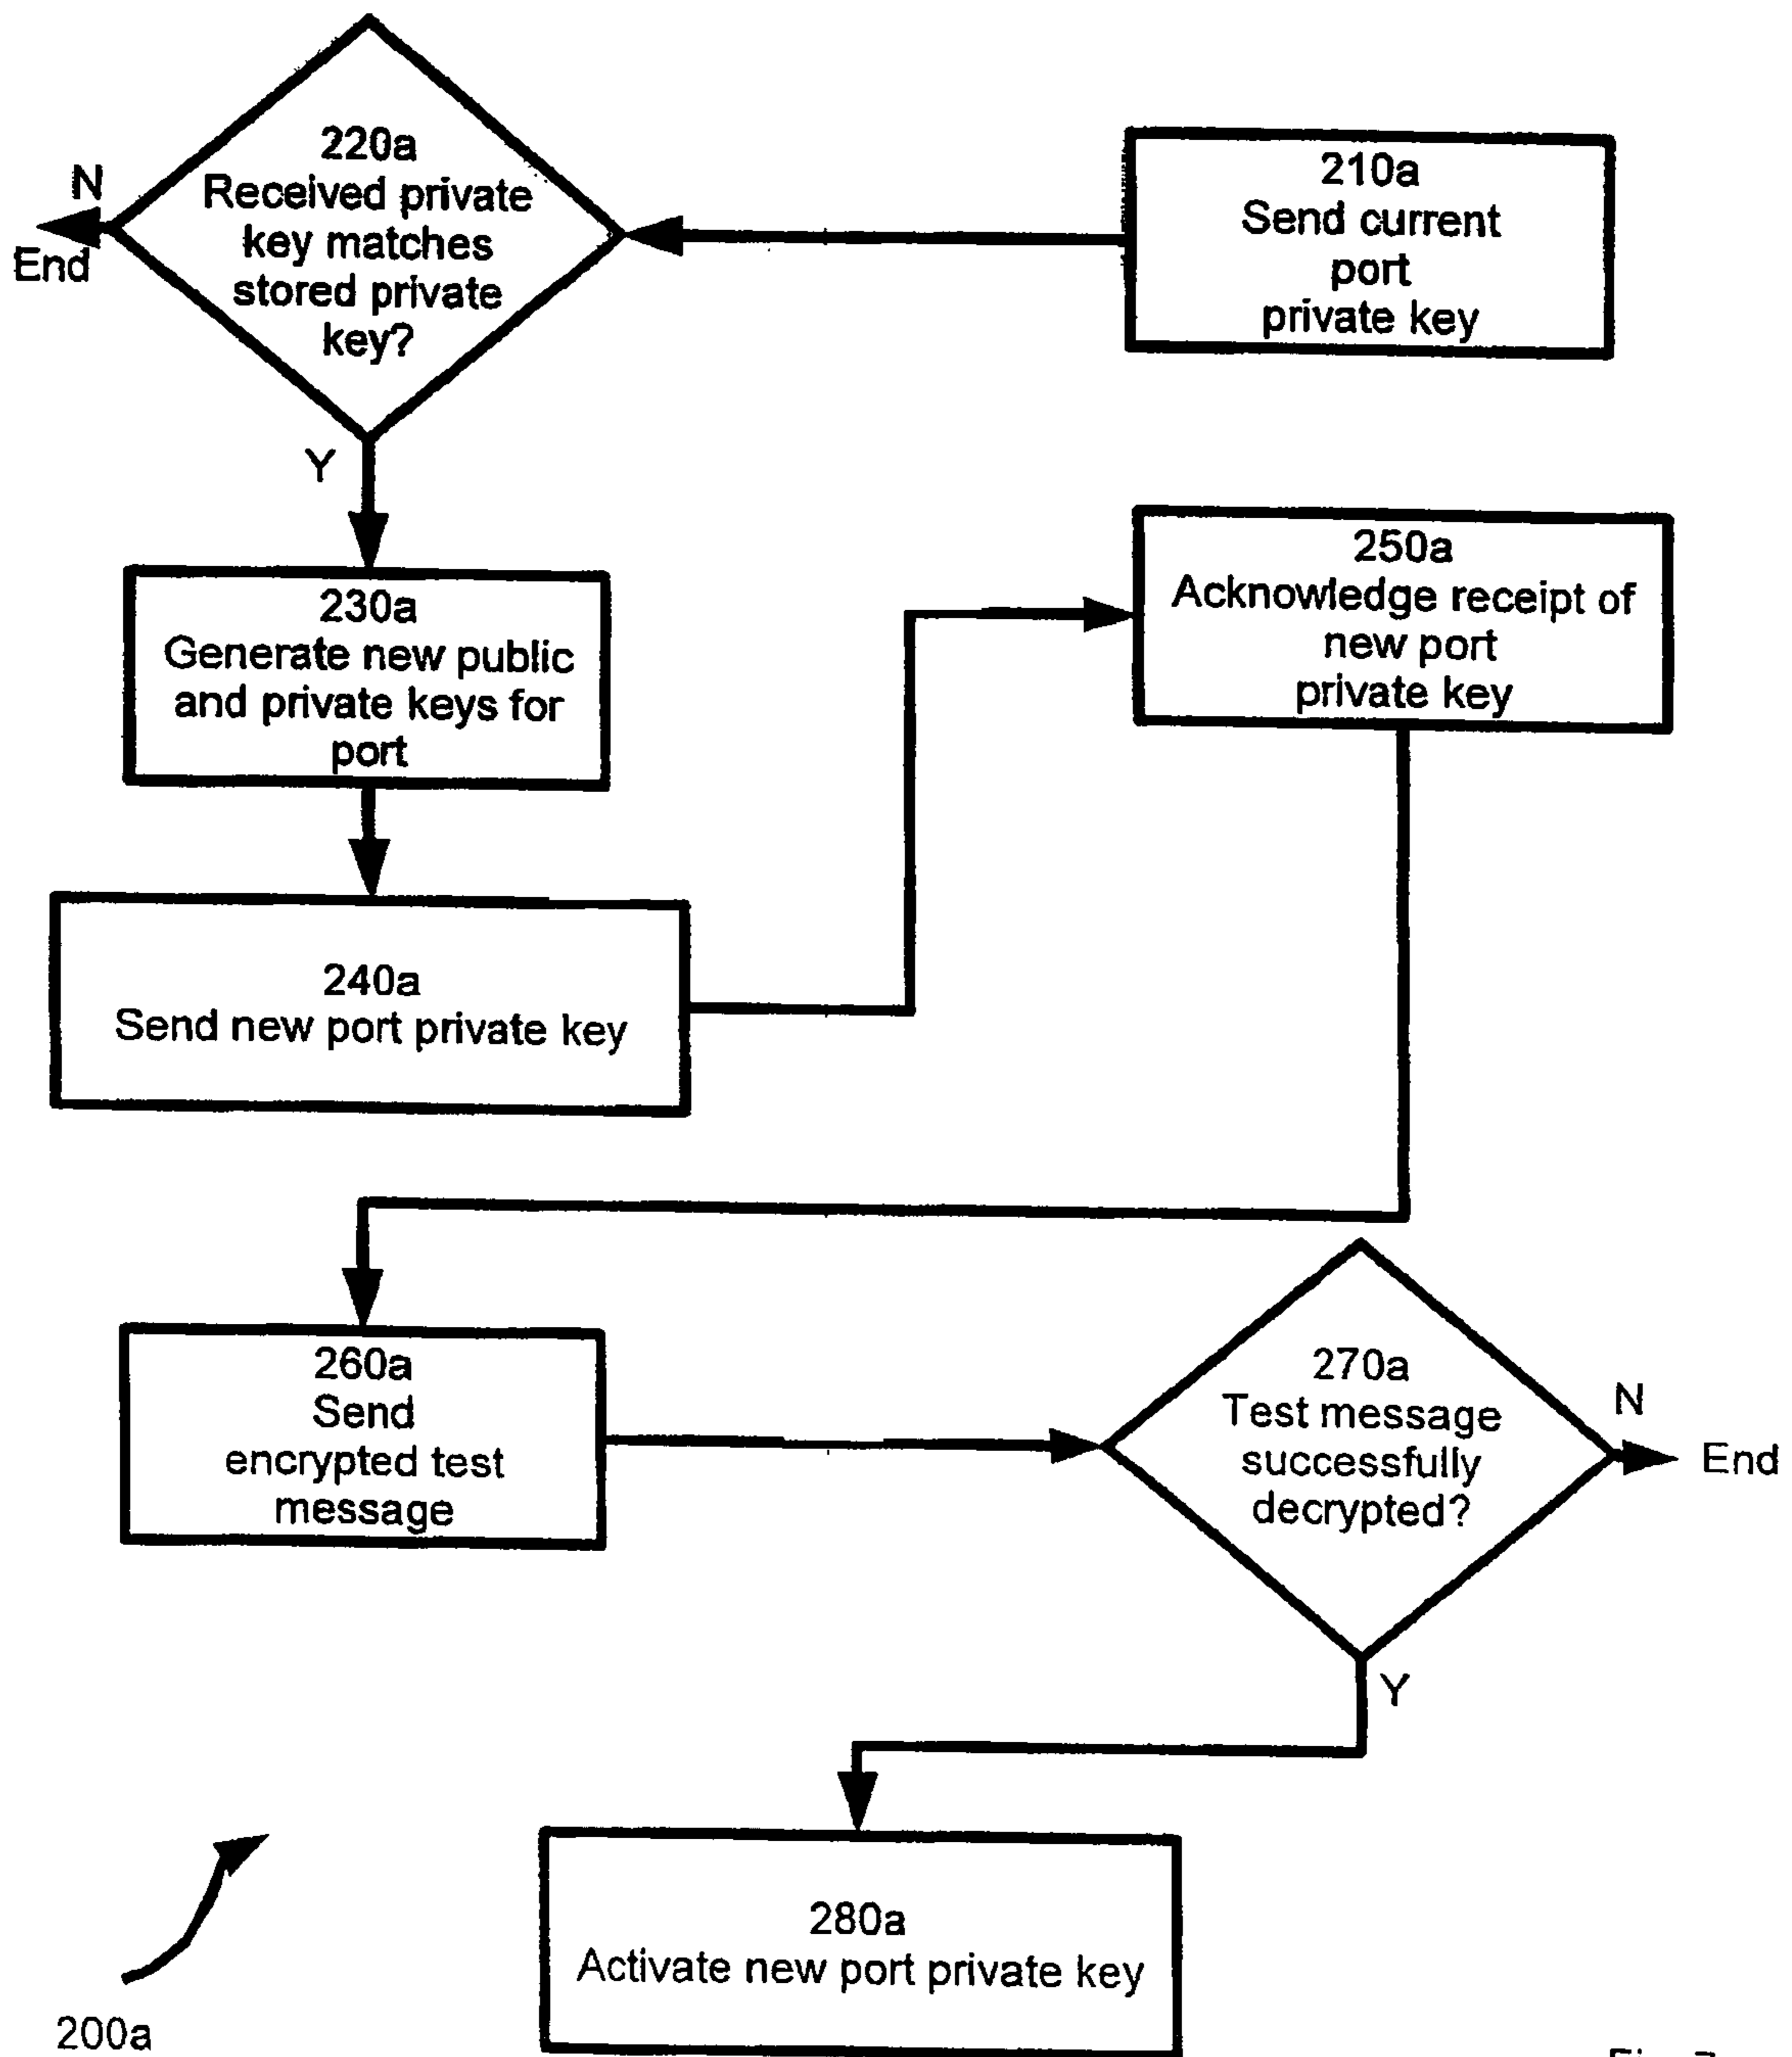 220a
Received private
key matches
stored private
key?
N
End
Y
210a
Send current
port
private key
230a
Generate new public
and private keys for
port
250a
Acknowledge receipt of
new port
private key
240a
Send new port private key
260a
Send
encrypted test
message
270a
Test message
successfully
decrypted?
N
End
Y
280a
Activate new port private key
200a